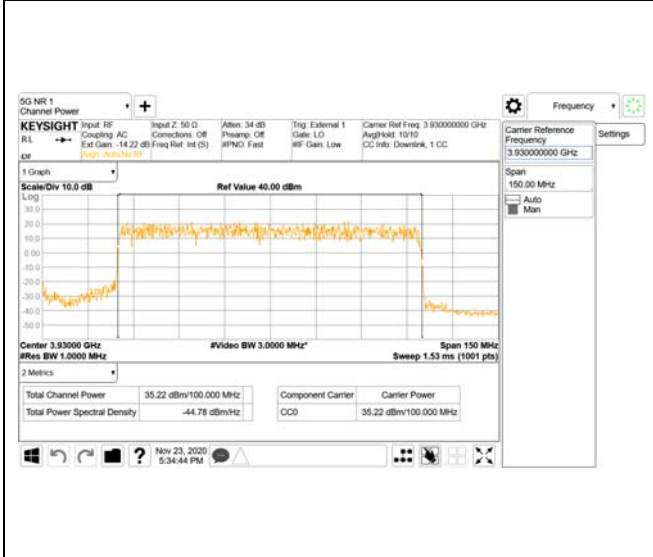 5G NR 1
Channel Power
Frequency
KEYSIGHT Input: RF Input Z: 50 Ω Atten: 34 dB Trig: External 1 Carrier Ref Freq: 3.930000000 GHz
RL Coupling: AC Corrections: Off Preamp: Off Gate: LO Avg|Hold: 10/10
Ext Gain: -14.22 dB Freq Ref: Int (S) #PNO: Fast #IF Gain: Low CC Info: Downlink, 1 CC
Align: Auto/No RF
Carrier Reference
Frequency
3.930000000 GHz
Settings
Span
150.00 MHz
Auto
Man
1 Graph
Scale/Div 10.0 dB Ref Value 40.00 dBm
Log
30.0
20.0
10.0
0.00
-10.0
-20.0
-30.0
-40.0
-50.0
Center 3.93000 GHz #Video BW 3.0000 MHz* Span 150 MHz
#Res BW 1.0000 MHz Sweep 1.53 ms (1001 pts)
2 Metrics
Total Channel Power 35.22 dBm/100.000 MHz Component Carrier Carrier Power
Total Power Spectral Density -44.78 dBm/Hz CC0 35.22 dBm/100.000 MHz
Nov 23, 2020
5:34:44 PM